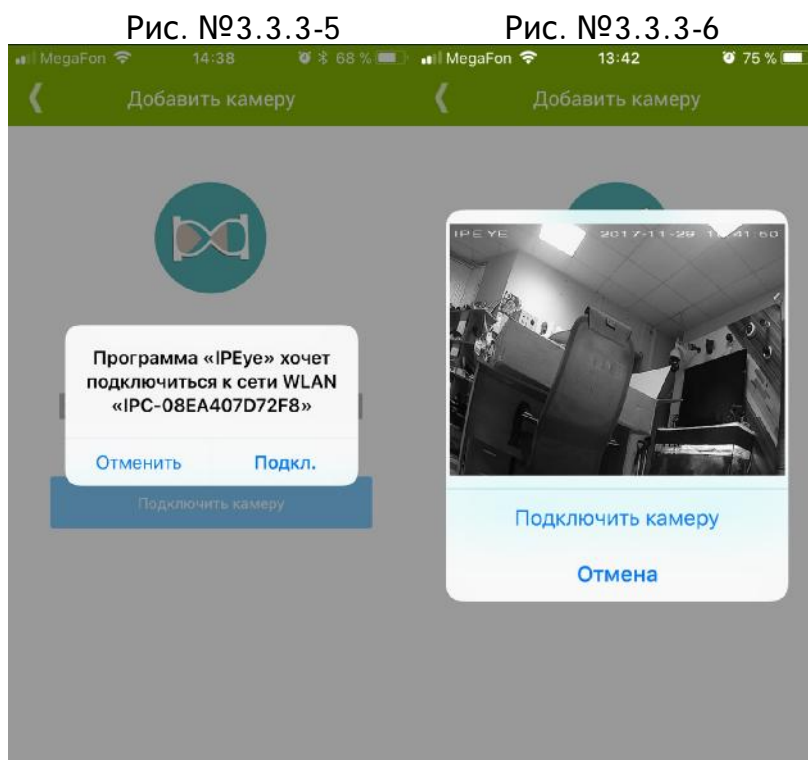 Рис. №3.3.3-5
Рис. №3.3.3-6
MegaFon 14:38 68 %
MegaFon 13:42 75 %
Добавить камеру
Добавить камеру
Программа «IPEye» хочет
подключиться к сети WLAN
«IPC-08EA407D72F8»
Отменить
Подкл.
Подключить камеру
IPEYE 2017-11-29
Подключить камеру
Отмена